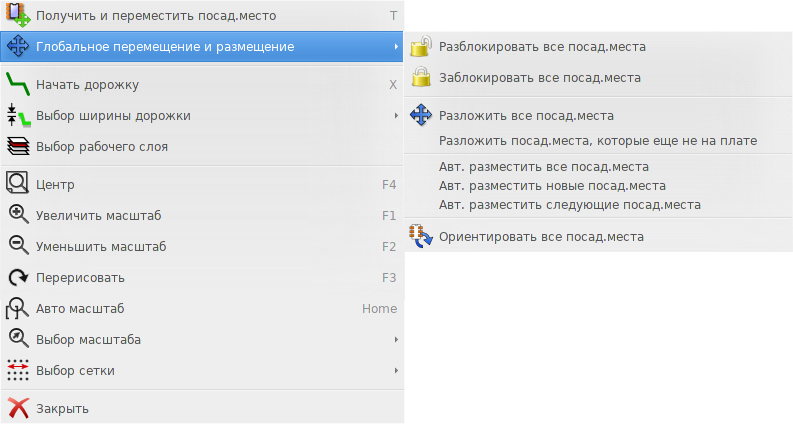 Получить и переместить посад.место T
Глобальное перемещение и размещение
Начать дорожку X
Выбор ширины дорожки
Выбор рабочего слоя
Центр F4
Увеличить масштаб F1
Уменьшить масштаб F2
Перерисовать F3
Авто масштаб Home
Выбор масштаба
Выбор сетки
Закрыть
Разблокировать все посад.места
Заблокировать все посад.места
Разложить все посад.места
Разложить посад.места, которые еще не на плате
Авт. разместить все посад.места
Авт. разместить новые посад.места
Авт. разместить следующие посад.места
Ориентировать все посад.места